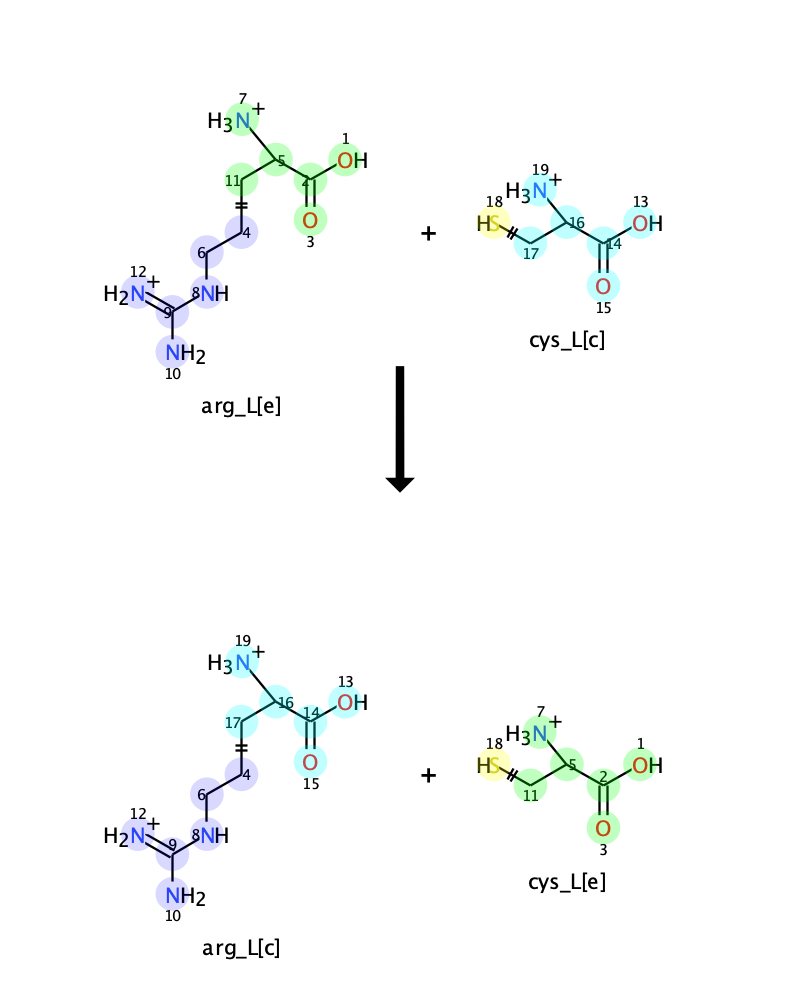 7
H3N+
1
5
OH
11
2
O
3
4
6
12
H2N+
8
NH
9
NH2
10
arg_L[e]
+
19
H3N+
18
HS
13
16
OH
14
17
O
15
cys_L[c]
19
H3N+
13
16
OH
14
17
O
15
4
6
12
H2N+
8
NH
9
NH2
10
arg_L[c]
+
7
H3N+
18
HS
1
5
OH
2
11
O
3
cys_L[e]